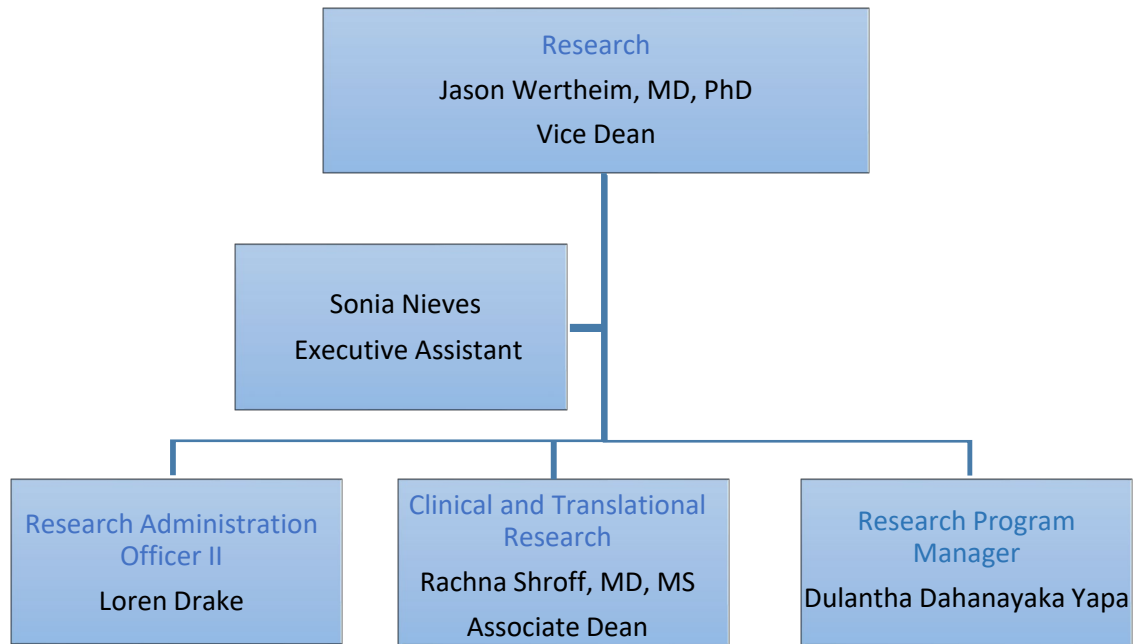 Research
Jason Wertheim, MD, PhD
Vice Dean
Sonia Nieves
Executive Assistant
Research Administration
Officer II
Loren Drake
Clinical and Translational
Research
Rachna Shroff, MD, MS
Associate Dean
Research Program
Manager
Dulantha Dahanayaka Yapa